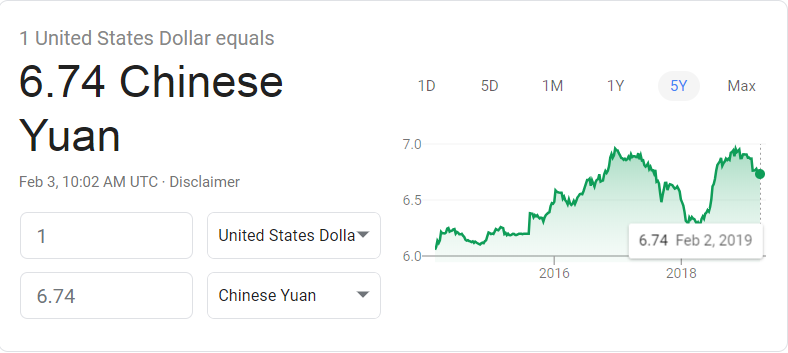 1 United States Dollar equals
6.74 Chinese
Yuan
Feb 3, 10:02 AM UTC · Disclaimer
1 United States Dolla
6.74 Chinese Yuan
1D 5D 1M 1Y 5Y Max
7.0
6.5
6.0
6.74 Feb 2, 2019
2016 2018